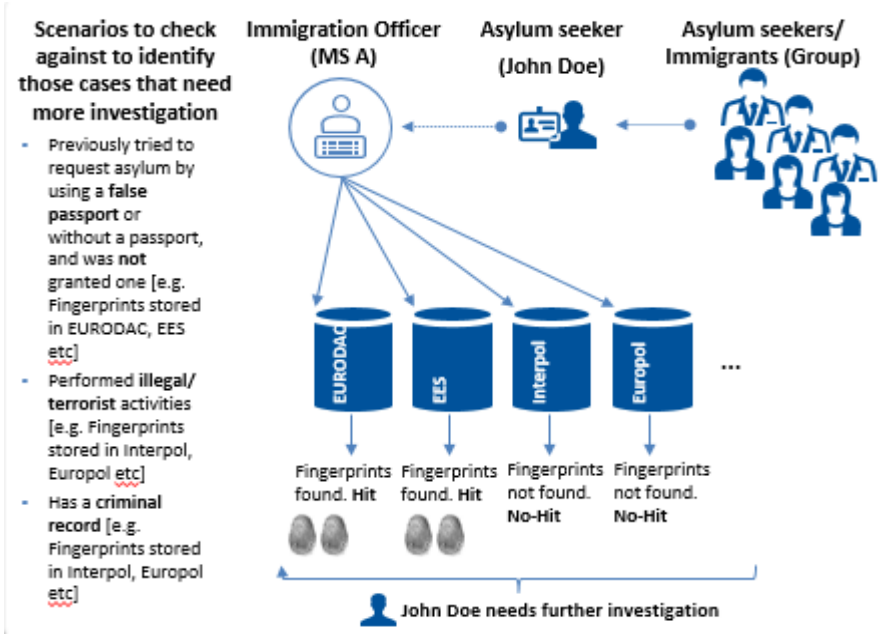 Scenarios to check
against to identify
those cases that need
more investigation
- Previously tried to
request asylum by
using a false
passport or
without a passport,
and was not
granted one [e.g.
Fingerprints stored
in EURODAC, EES
etc]
- Performed illegal/
terrorist activities
[e.g. Fingerprints
stored in Interpol,
Europol etc]
- Has a criminal
record [e.g.
Fingerprints stored
in Interpol, Europol
etc]
Immigration Officer
(MS A)
Asylum seeker
(John Doe)
Asylum seekers/
Immigrants (Group)
EURODAC
EES
Interpol
Europol
...
Fingerprints
found. Hit
Fingerprints
found. Hit
Fingerprints
not found.
No-Hit
Fingerprints
not found.
No-Hit
John Doe needs further investigation